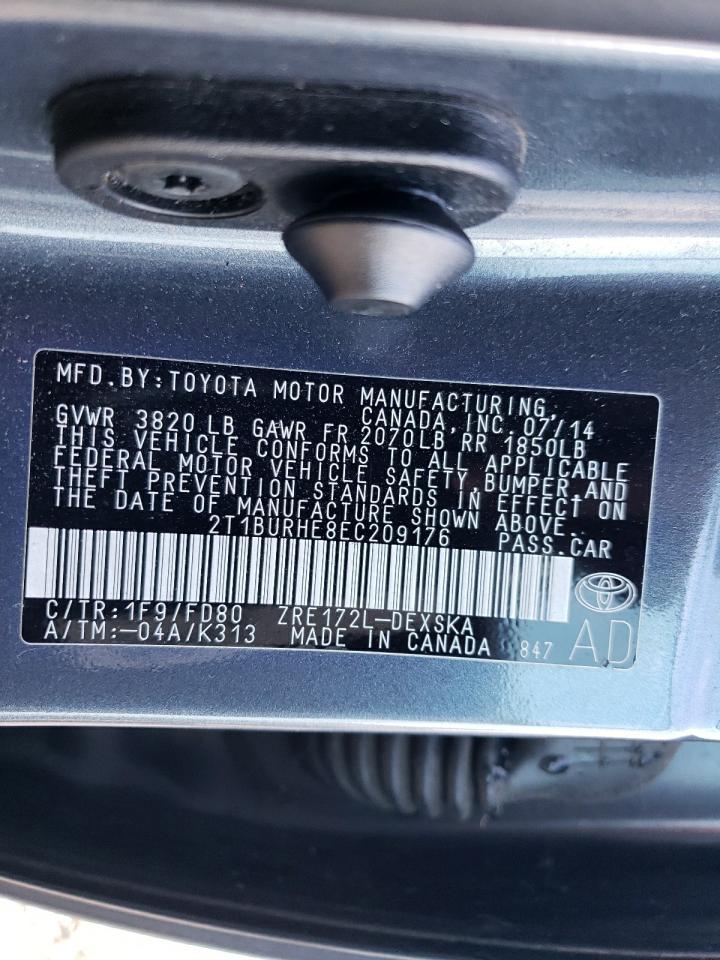 MFD.BY:TOYOTA MOTOR MANUFACTURING,
CANADA,INC. 07/14
GVWR 3820 LB GAWR FR 2070LB RR 1850LB
THIS VEHICLE CONFORMS TO ALL APPLICABLE
FEDERAL MOTOR VEHICLE SAFETY,BUMPER,AND
THEFT PREVENTION STANDARDS IN EFFECT ON
THE DATE OF MANUFACTURE SHOWN ABOVE.
2T1BURHE8EC209176 PASS.CAR
C/TR:1F9/FD80 ZRE172L-DEXSKA
A/TM:-04A/K313 MADE IN CANADA 847 AD